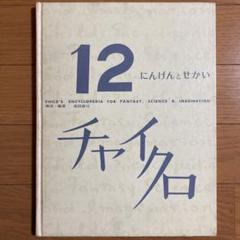 12 にんげんとせかい
CHILD'S ENCYCLOPEDIA FOR FANTASY, SCIENCE & IMAGINATION
チャイクロ